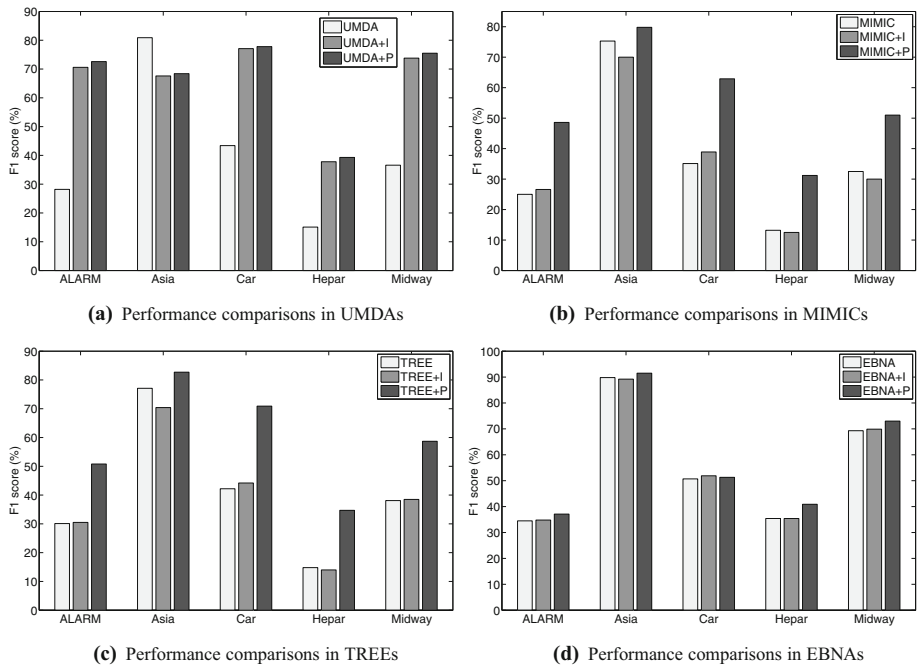 90
80
70
60
50
40
30
20
10
0
F1 score (%)
UMDA
UMDA+I
UMDA+P
ALARM Asia Car Hepar Midway
(a) Performance comparisons in UMDAs
80
70
60
50
40
30
20
10
0
F1 score (%)
MIMIC
MIMIC+I
MIMIC+P
ALARM Asia Car Hepar Midway
(b) Performance comparisons in MIMICs
90
80
70
60
50
40
30
20
10
0
F1 score (%)
TREE
TREE+I
TREE+P
ALARM Asia Car Hepar Midway
(c) Performance comparisons in TREEs
100
90
80
70
60
50
40
30
20
10
0
F1 score (%)
EBNA
EBNA+I
EBNA+P
ALARM Asia Car Hepar Midway
(d) Performance comparisons in EBNAs